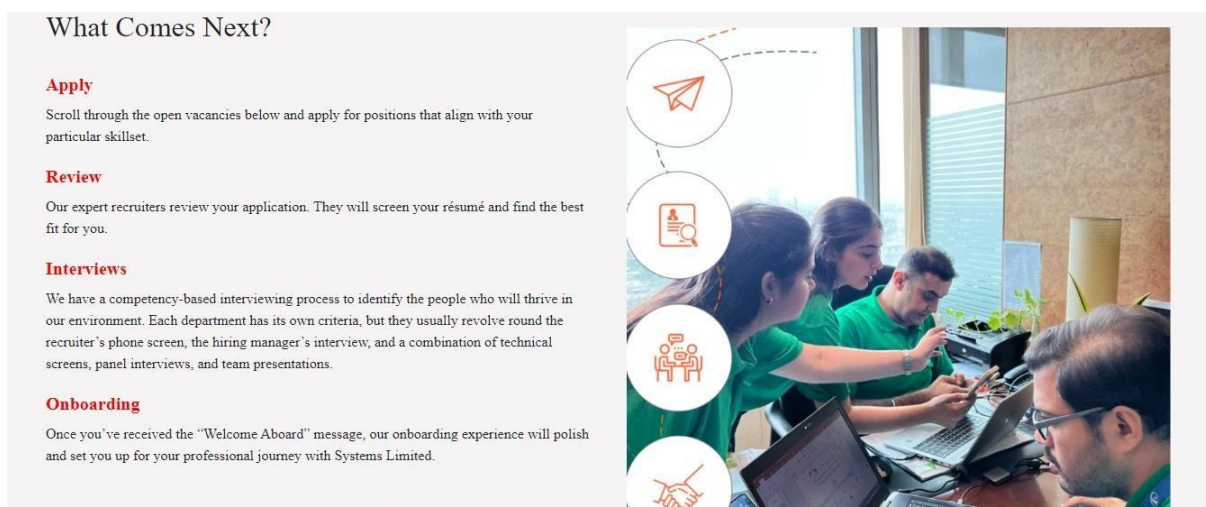 What Comes Next?
Apply
Scroll through the open vacancies below and apply for positions that align with your
particular skillset.
Review
Our expert recruiters review your application. They will screen your résumé and find the best
fit for you.
Interviews
We have a competency-based interviewing process to identify the people who will thrive in
our environment. Each department has its own criteria, but they usually revolve round the
recruiter’s phone screen, the hiring manager’s interview, and a combination of technical
screens, panel interviews, and team presentations.
Onboarding
Once you’ve received the “Welcome Aboard” message, our onboarding experience will polish
and set you up for your professional journey with Systems Limited.